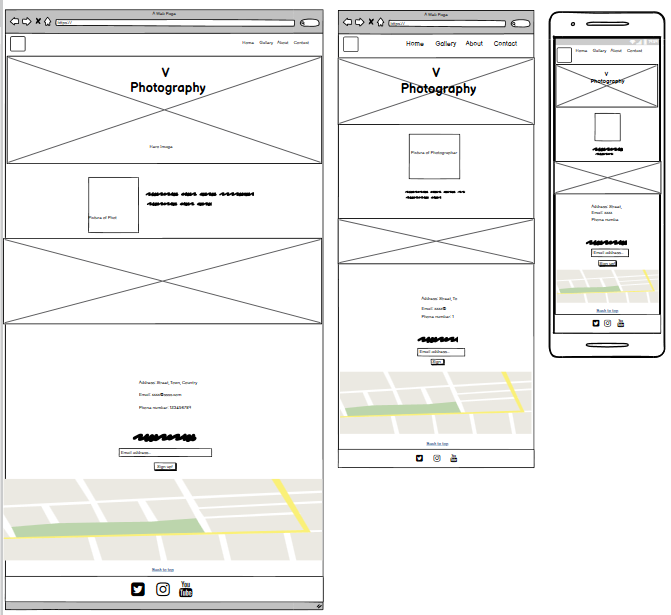 A Web Page
https://
Home Gallery About Contact
V
Photography
Hero Image
Picture of Phot
Address: Street, Town, Country
Email: xxxx@xxxx.com
Phone number: 123456789
Email address...
Sign up!
Back to top
You
Tube
A Web Page
https://
Home Gallery About Contact
V
Photography
Picture of Photographer
Address: Street, To
Email: xxxx@
Phone number: 1
Email address...
Sign
Back to top
You
Tube
Home Gallery About Contact
V
Photography
Address: Street,
Email: xxxx
Phone numbe
Email address...
Sign up!
Back to top
You
Tube